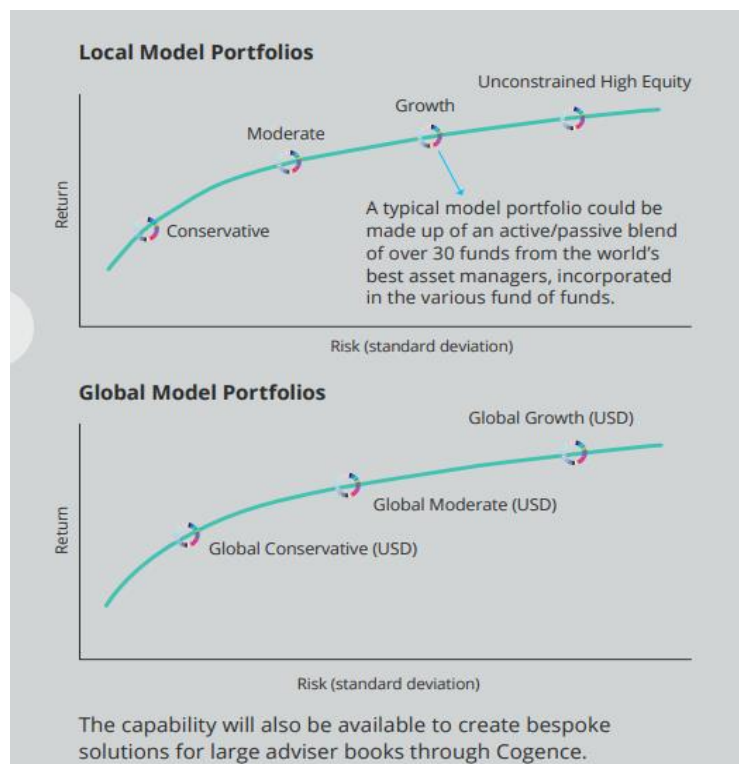 Local Model Portfolios
Unconstrained High Equity
Growth
Moderate
Conservative
A typical model portfolio could be
made up of an active/passive blend
of over 30 funds from the world’s
best asset managers, incorporated
in the various fund of funds.
Return
Risk (standard deviation)
Global Model Portfolios
Global Growth (USD)
Global Moderate (USD)
Global Conservative (USD)
Return
Risk (standard deviation)
The capability will also be available to create bespoke
solutions for large adviser books through Cogence.